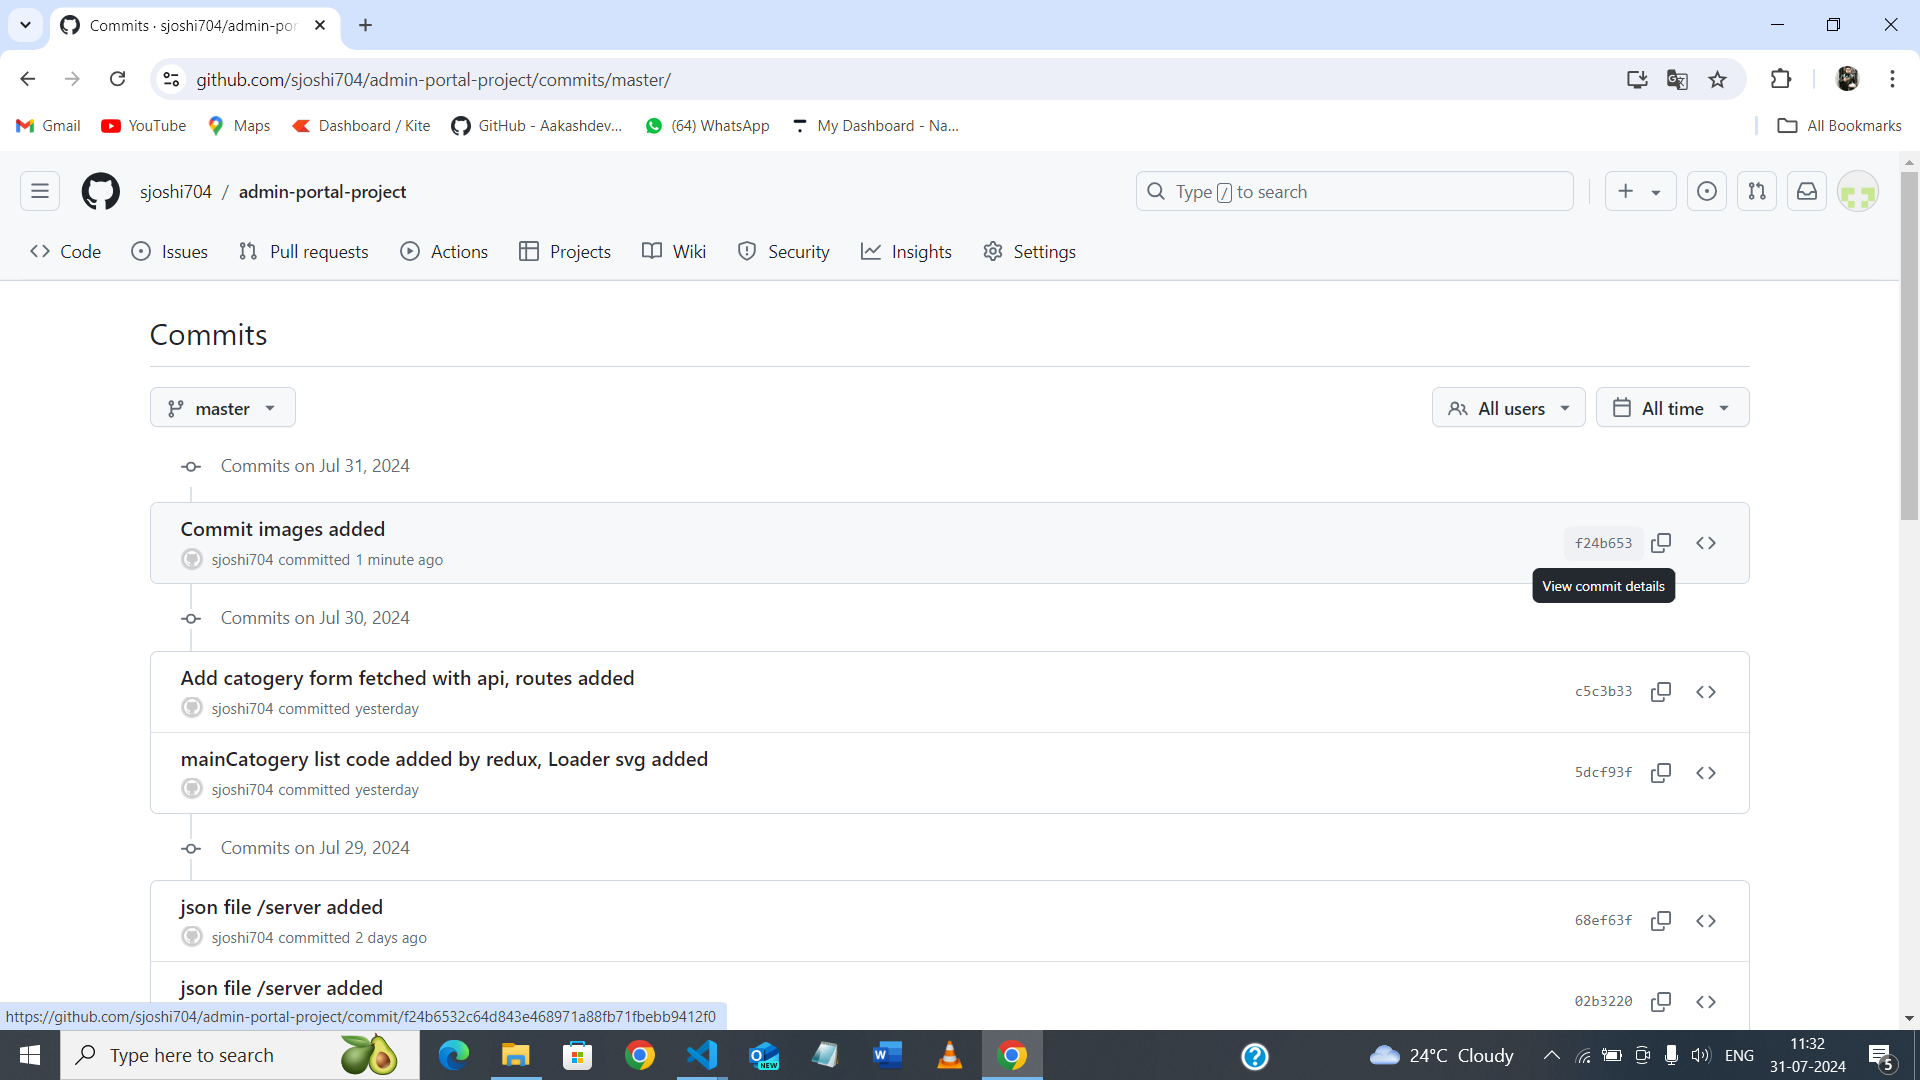 Commits · sjoshi704/admin-por
github.com/sjoshi704/admin-portal-project/commits/master/
Gmail YouTube Maps Dashboard / Kite GitHub - Aakashdev... (64) WhatsApp My Dashboard - Na... All Bookmarks
sjoshi704 / admin-portal-project Type / to search
Code Issues Pull requests Actions Projects Wiki Security Insights Settings
Commits
master All users All time
Commits on Jul 31, 2024
Commit images added
sjoshi704 committed 1 minute ago
f24b653
View commit details
Commits on Jul 30, 2024
Add catogery form fetched with api, routes added
sjoshi704 committed yesterday
c5c3b33
mainCatogery list code added by redux, Loader svg added
sjoshi704 committed yesterday
5dcf93f
Commits on Jul 29, 2024
json file /server added
sjoshi704 committed 2 days ago
68ef63f
json file /server added
02b3220
https://github.com/sjoshi704/admin-portal-project/commit/f24b6532c64d843e468971a88fb71fbebb9412f0
Type here to search NEW 24°C Cloudy ENG 11:32
31-07-2024 5